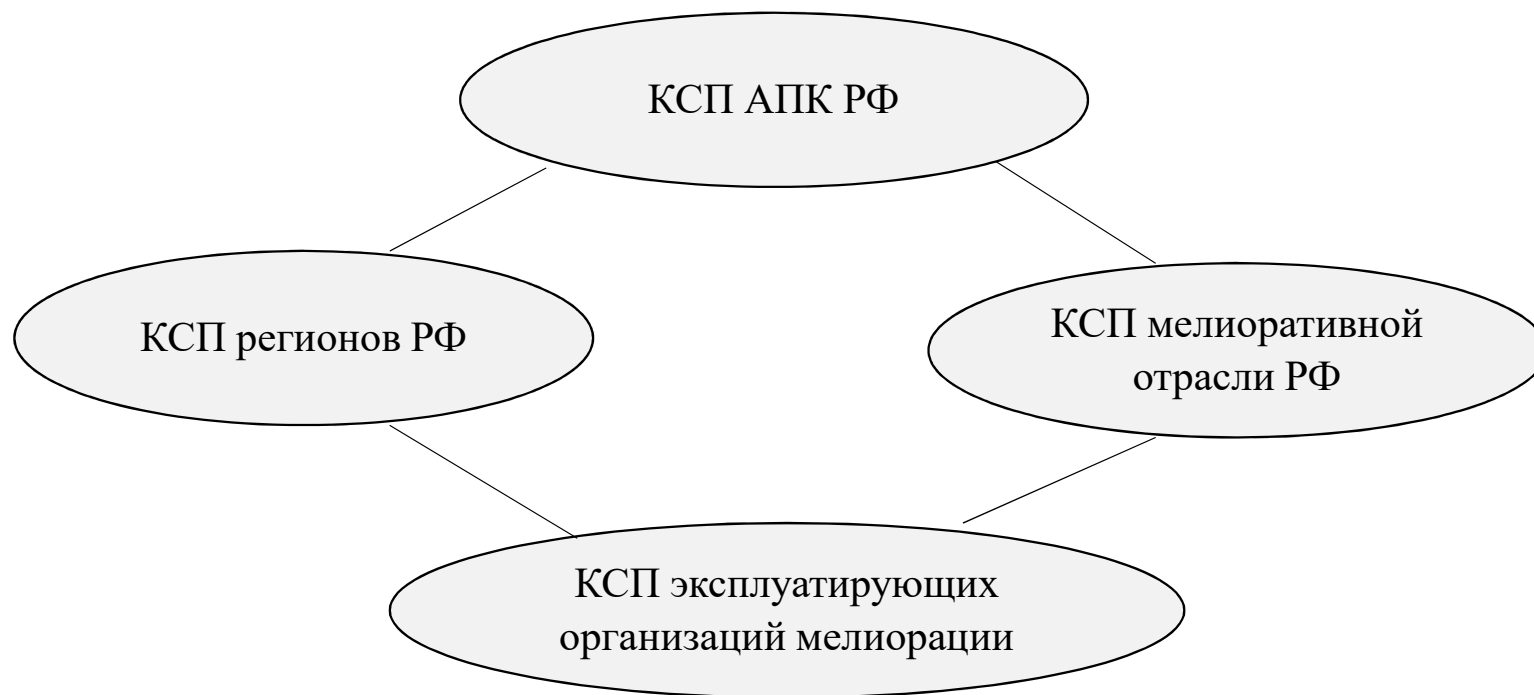 КСП АПК РФ
КСП регионов РФ
КСП мелиоративной
отрасли РФ
КСП эксплуатирующих
организаций мелиорации